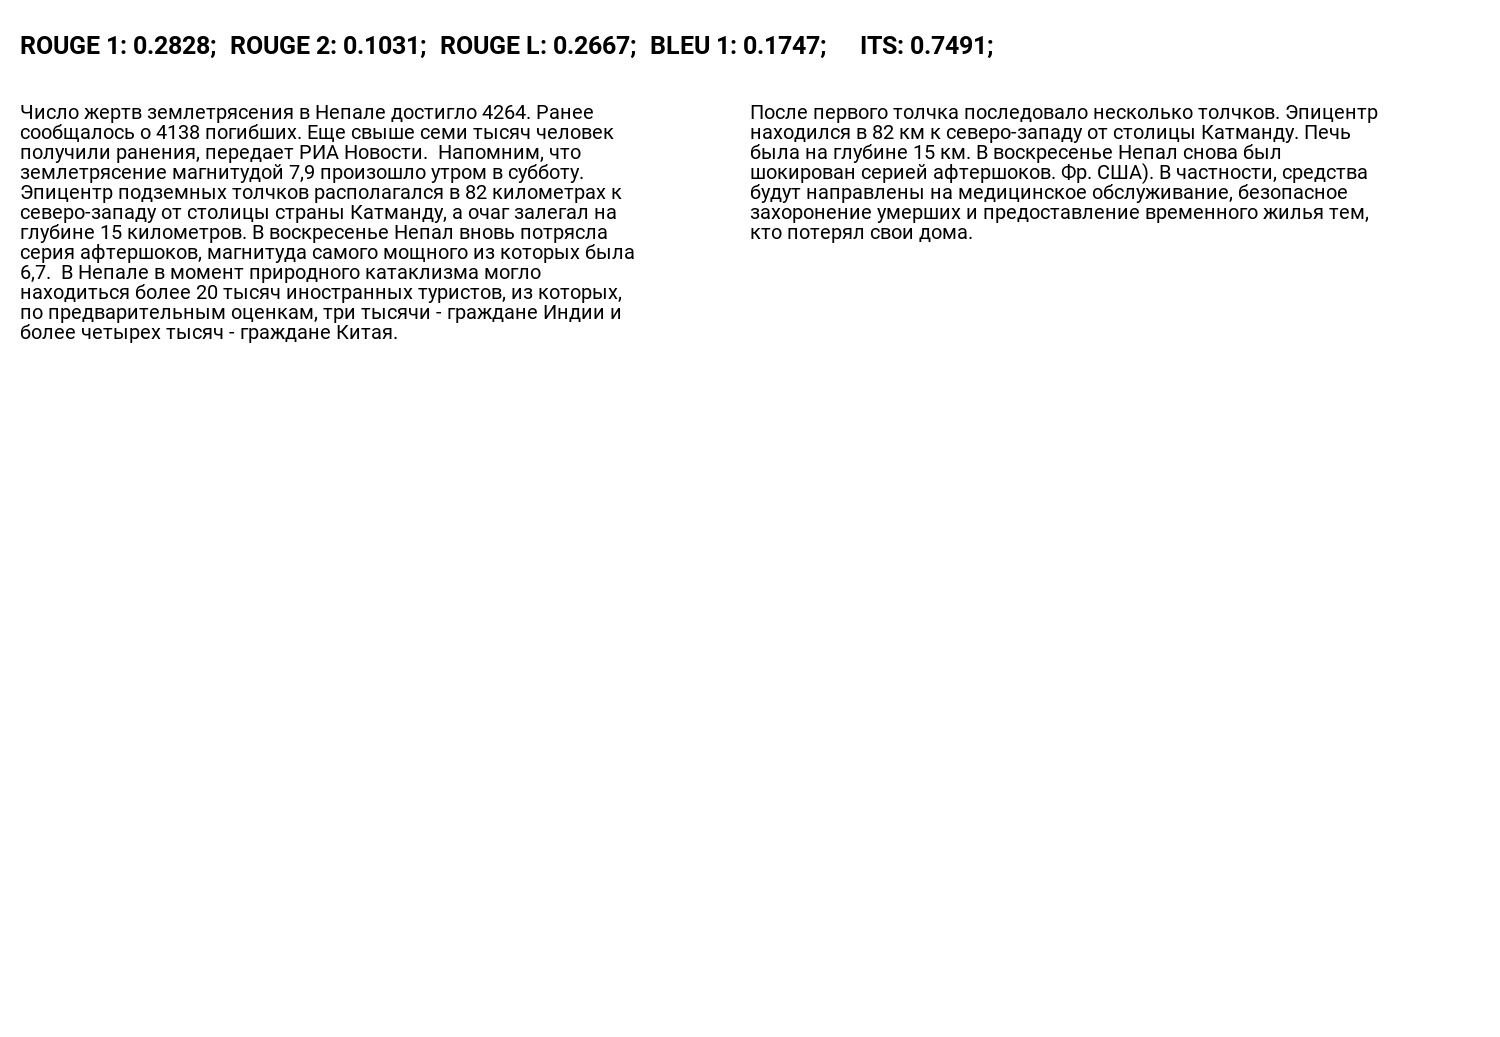 ROUGE 1: 0.2828;  ROUGE 2: 0.1031;  ROUGE L: 0.2667;  BLEU 1: 0.1747;  ITS: 0.7491;
Число жертв землетрясения в Непале достигло 4264. Ранее
сообщалось о 4138 погибших. Еще свыше семи тысяч человек
получили ранения, передает РИА Новости.  Напомним, что
землетрясение магнитудой 7,9 произошло утром в субботу.
Эпицентр подземных толчков располагался в 82 километрах к
северо-западу от столицы страны Катманду, а очаг залегал на
глубине 15 километров. В воскресенье Непал вновь потрясла
серия афтершоков, магнитуда самого мощного из которых была
6,7.  В Непале в момент природного катаклизма могло
находиться более 20 тысяч иностранных туристов, из которых,
по предварительным оценкам, три тысячи - граждане Индии и
более четырех тысяч - граждане Китая.
После первого толчка последовало несколько толчков. Эпицентр
находился в 82 км к северо-западу от столицы Катманду. Печь
была на глубине 15 км. В воскресенье Непал снова был
шокирован серией афтершоков. Фр. США). В частности, средства
будут направлены на медицинское обслуживание, безопасное
захоронение умерших и предоставление временного жилья тем,
кто потерял свои дома.